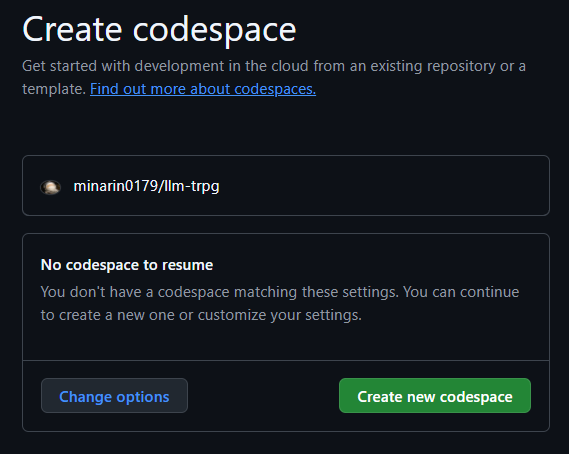 Create codespace
Get started with development in the cloud from an existing repository or a
template. Find out more about codespaces.
minarin0179/llm-trpg
No codespace to resume
You don't have a codespace matching these settings. You can continue
to create a new one or customize your settings.
Change options
Create new codespace